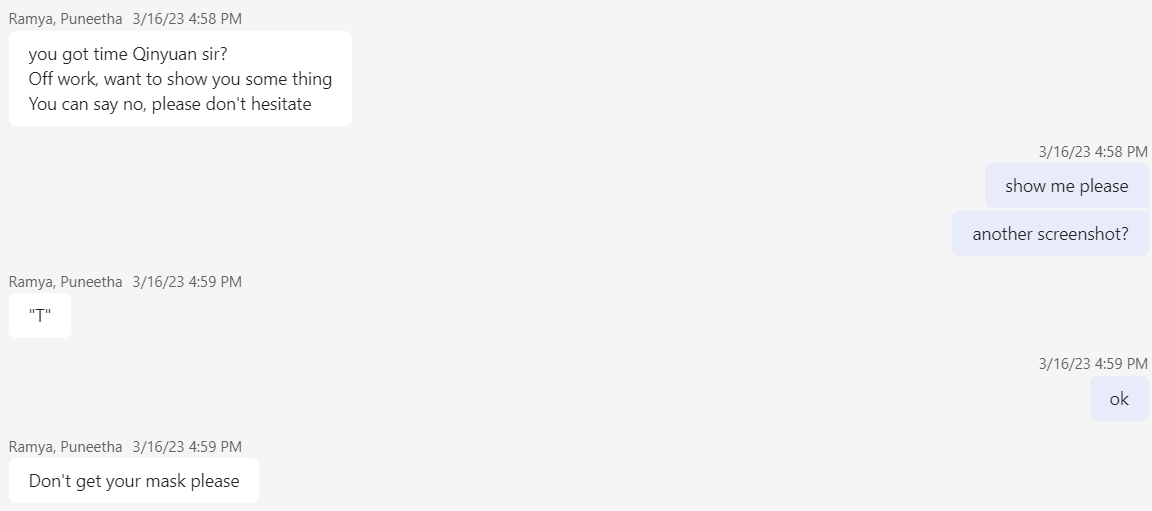 Ramya, Puneetha 3/16/23 4:58 PM
you got time Qinyuan sir?
Off work, want to show you some thing
You can say no, please don't hesitate
3/16/23 4:58 PM
show me please
another screenshot?
Ramya, Puneetha 3/16/23 4:59 PM
"T"
3/16/23 4:59 PM
ok
Ramya, Puneetha 3/16/23 4:59 PM
Don't get your mask please